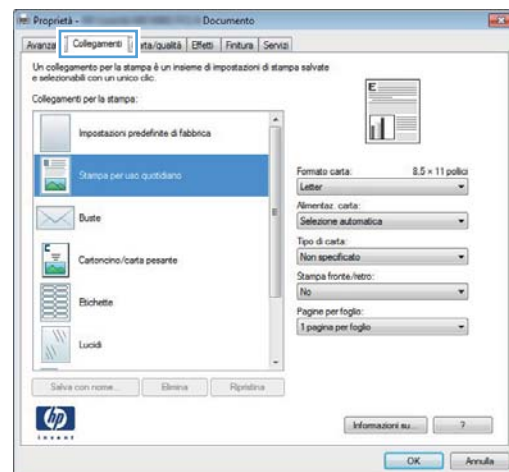 Proprietà - Documento
Avanzate Collegamenti Carta/qualità Effetti Finitura Servizi
Un collegamento per la stampa è un insieme di impostazioni di stampa salvate
e selezionabili con un unico clic.
Collegamenti per la stampa:
Impostazioni predefinite di fabbrica
Stampa per uso quotidiano
Buste
Cartoncino/carta pesante
Etichette
Lucidi
Salva con nome... Elimina Ripristina
E
Formato carta: 8.5 × 11 pollici
Letter
Alimentaz. carta:
Selezione automatica
Tipo di carta:
Non specificato
Stampa fronte/retro:
No
Pagine per foglio:
1 pagina per foglio
hp
invent
Informazioni su... ?
OK Annulla